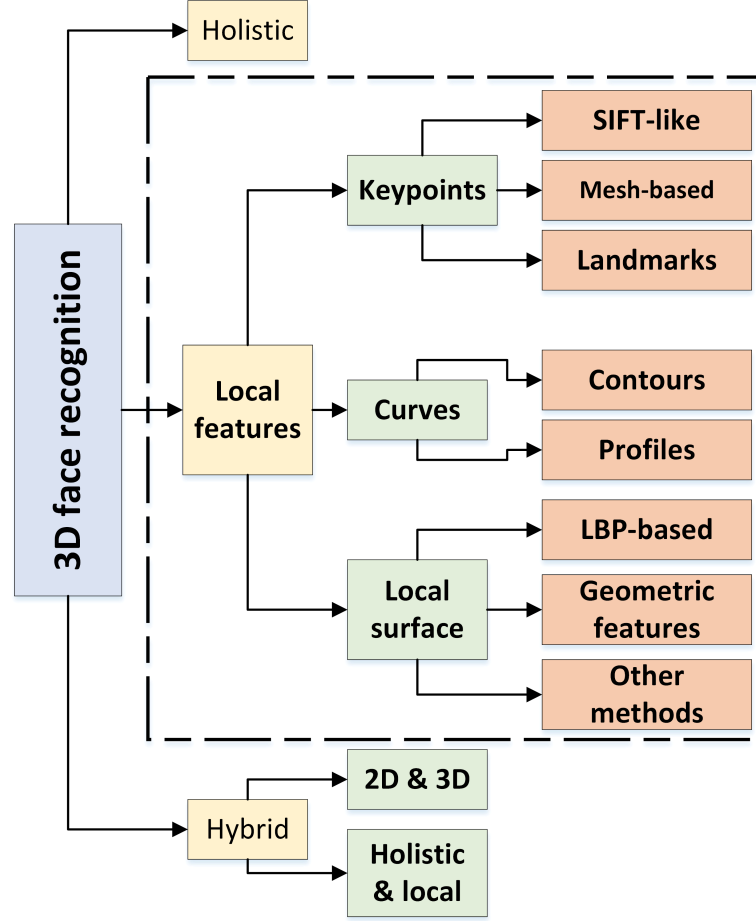 Holistic
SIFT-like
Keypoints
Mesh-based
Landmarks
3D face recognition
Local
features
Contours
Curves
Profiles
LBP-based
Local
surface
Geometric
features
Other
methods
2D & 3D
Hybrid
Holistic
& local